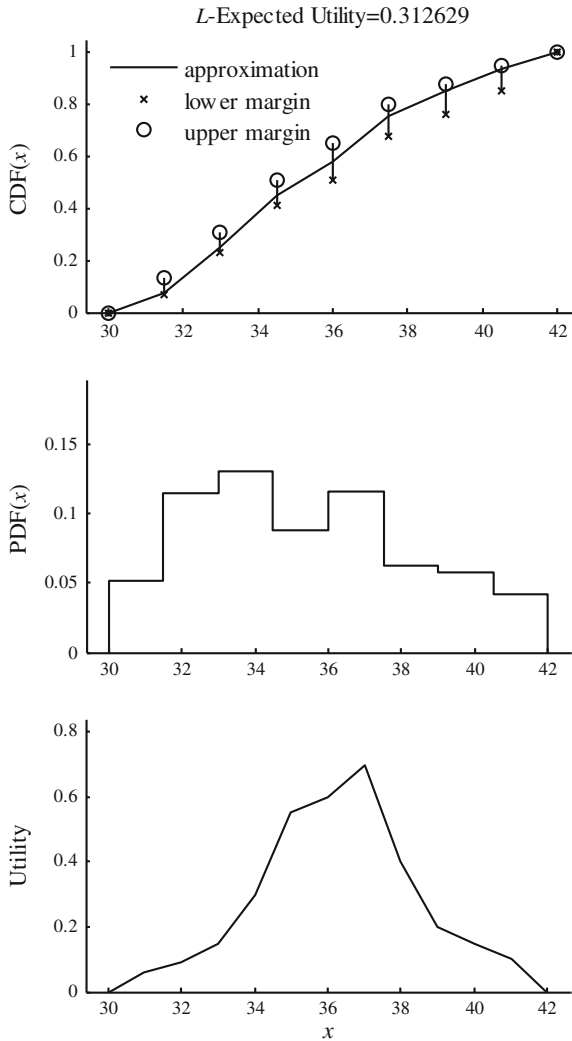 L-Expected Utility=0.312629
1
0.8
0.6
0.4
0.2
0
CDF(x)
approximation
lower margin
upper margin
30 32 34 36 38 40 42
0.15
0.1
0.05
0
PDF(x)
30 32 34 36 38 40 42
0.8
0.6
0.4
0.2
0
Utility
30 32 34 36 38 40 42
x